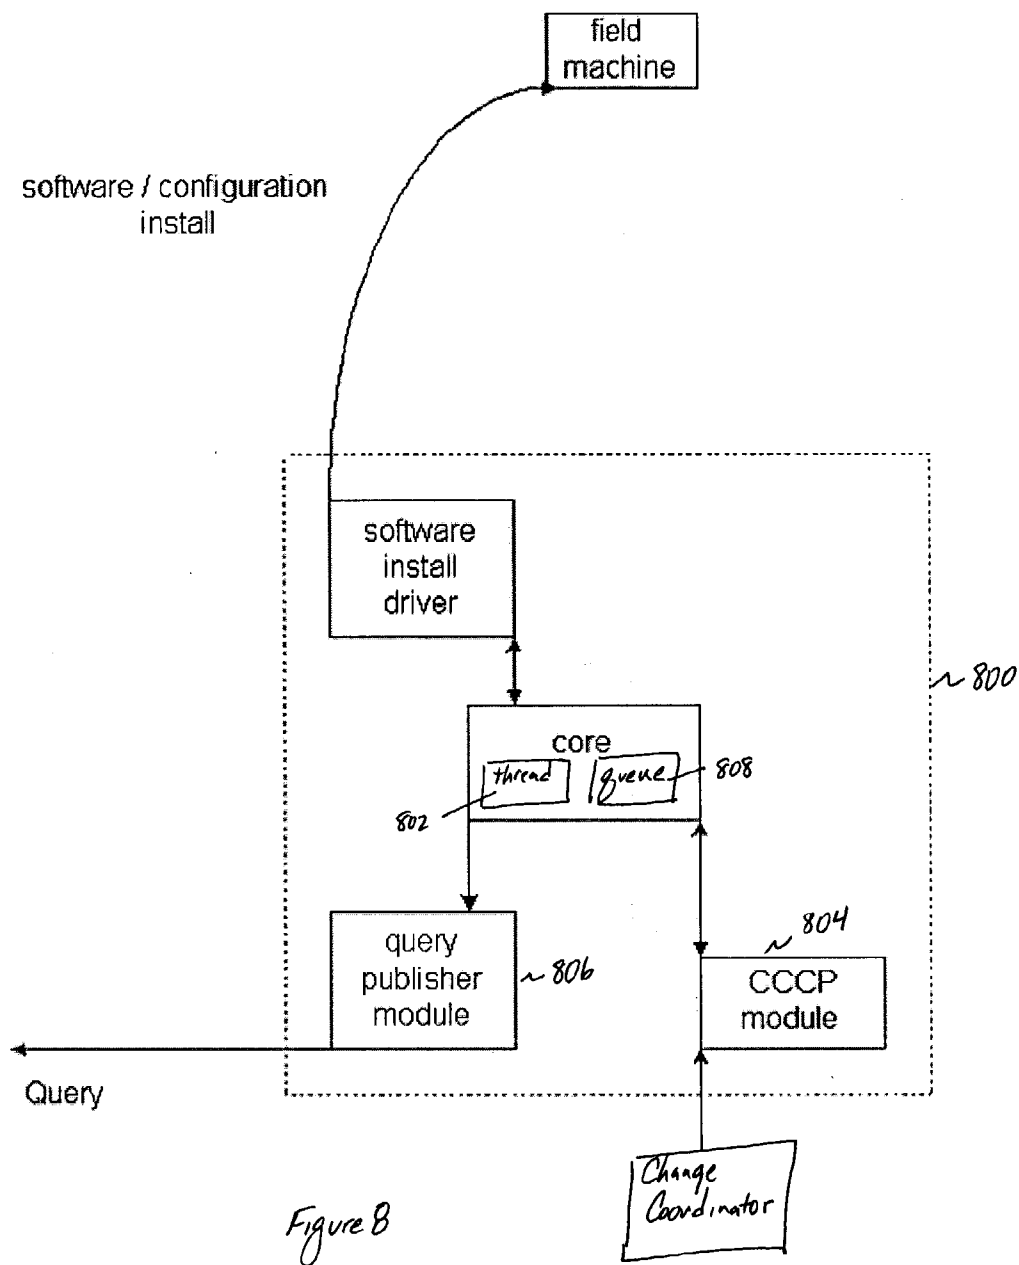 field
machine
software / configuration
install
software
install
driver
800
core
thread
queue
808
802
query
publisher
module
806
804
CCCP
module
Query
Change
Coordinator
Figure 8